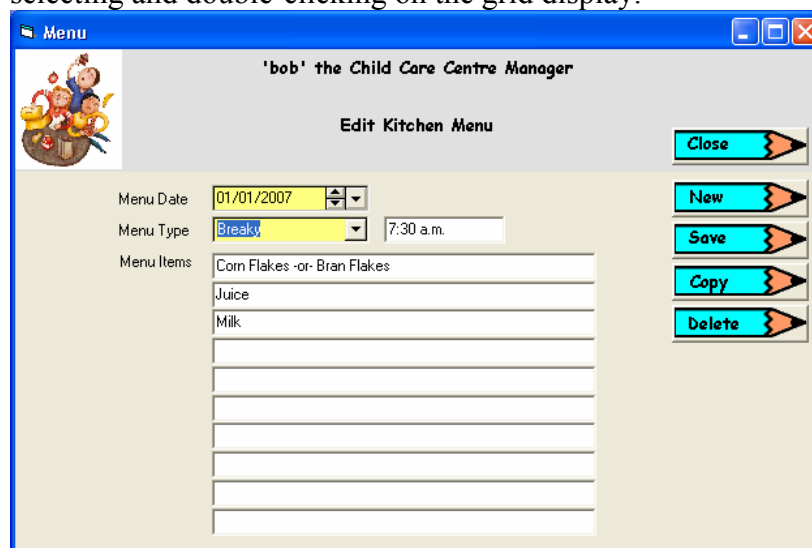 selecting and double-clicking on the grid display.
Menu
'bob' the Child Care Centre Manager
Edit Kitchen Menu
Close
Menu Date 01/01/2007 New
Menu Type Breaky 7:30 a.m. Save
Menu Items Corn Flakes -or- Bran Flakes
Juice Copy
Milk Delete